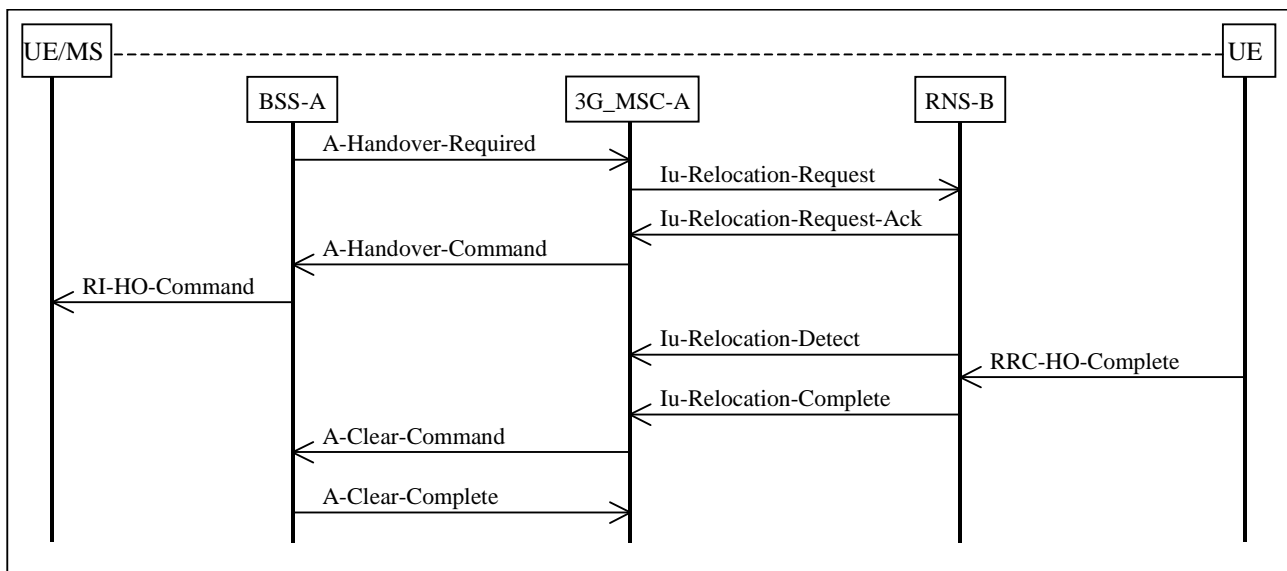 UE/MS
UE
BSS-A
3G_MSC-A
RNS-B
A-Handover-Required
Iu-Relocation-Request
Iu-Relocation-Request-Ack
A-Handover-Command
RI-HO-Command
Iu-Relocation-Detect
RRC-HO-Complete
Iu-Relocation-Complete
A-Clear-Command
A-Clear-Complete